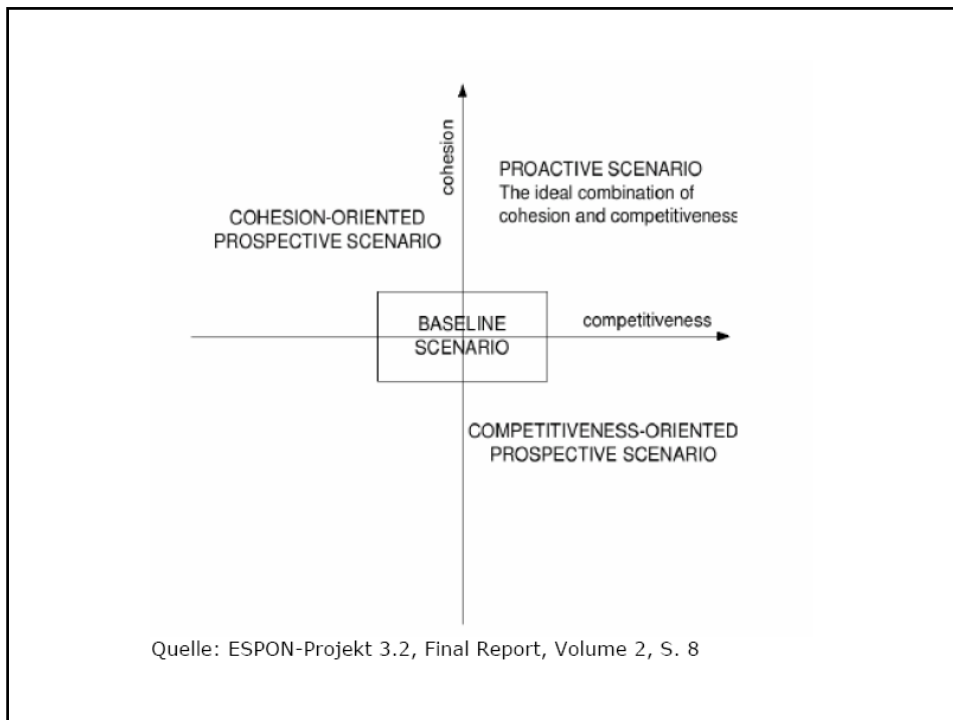 cohesion
PROACTIVE SCENARIO
The ideal combination of
cohesion and competitiveness
COHESION-ORIENTED
PROSPECTIVE SCENARIO
BASELINE
SCENARIO
competitiveness
COMPETITIVENESS-ORIENTED
PROSPECTIVE SCENARIO
Quelle: ESPON-Projekt 3.2, Final Report, Volume 2, S. 8